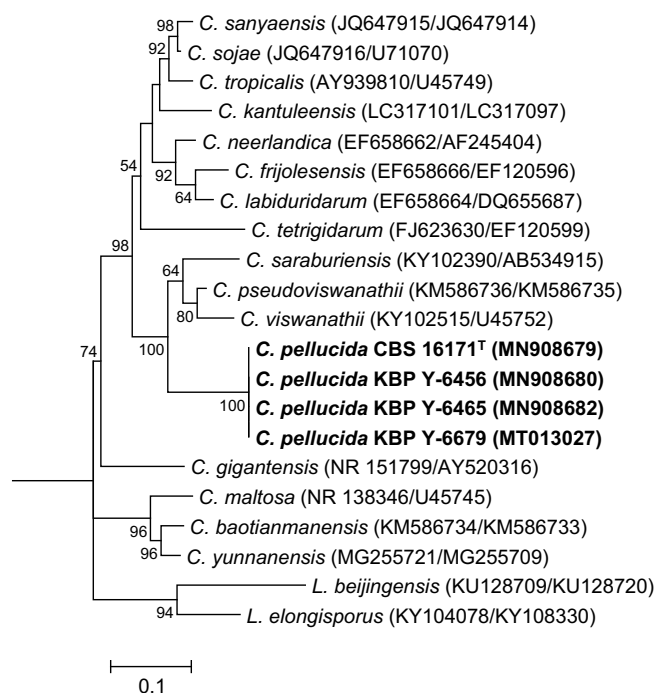 98
C. sanyaensis (JQ647915/JQ647914)
92
C. sojae (JQ647916/U71070)
C. tropicalis (AY939810/U45749)
C. kantuleensis (LC317101/LC317097)
C. neerlandica (EF658662/AF245404)
54
92
C. frijolesensis (EF658666/EF120596)
64
C. labiduridarum (EF658664/DQ655687)
C. tetrigidarum (FJ623630/EF120599)
98
C. saraburiensis (KY102390/AB534915)
64
C. pseudoviswanathii (KM586736/KM586735)
80
C. viswanathii (KY102515/U45752)
74
100
C. pellucida CBS 16171ᵀ (MN908679)
C. pellucida KBP Y-6456 (MN908680)
100
C. pellucida KBP Y-6465 (MN908682)
C. pellucida KBP Y-6679 (MT013027)
C. gigantensis (NR 151799/AY520316)
C. maltosa (NR 138346/U45745)
96
C. baotianmanensis (KM586734/KM586733)
96
C. yunnanensis (MG255721/MG255709)
L. beijingensis (KU128709/KU128720)
94
L. elongisporus (KY104078/KY108330)
0.1